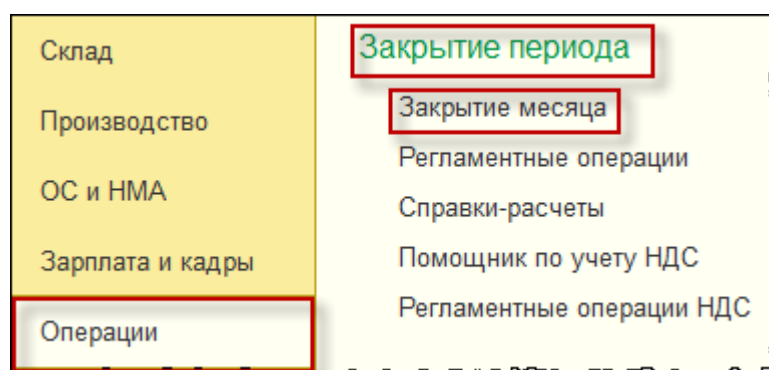 Склад
Производство
ОС и НМА
Зарплата и кадры
Операции
Закрытие периода
Закрытие месяца
Регламентные операции
Справки-расчеты
Помощник по учету НДС
Регламентные операции НДС